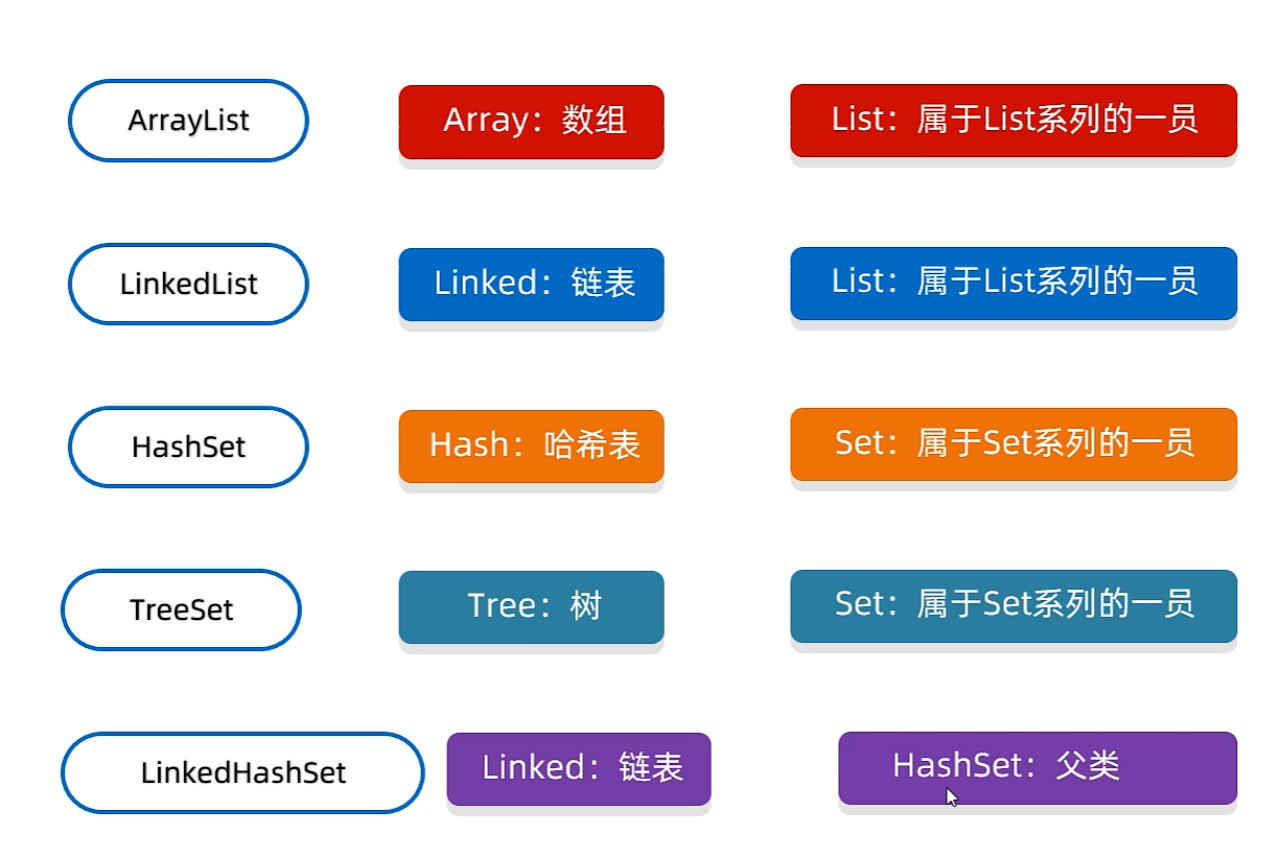 ArrayList
Array：数组
List：属于List系列的一员
LinkedList
Linked：链表
List：属于List系列的一员
HashSet
Hash：哈希表
Set：属于Set系列的一员
TreeSet
Tree：树
Set：属于Set系列的一员
LinkedHashSet
Linked：链表
HashSet：父类